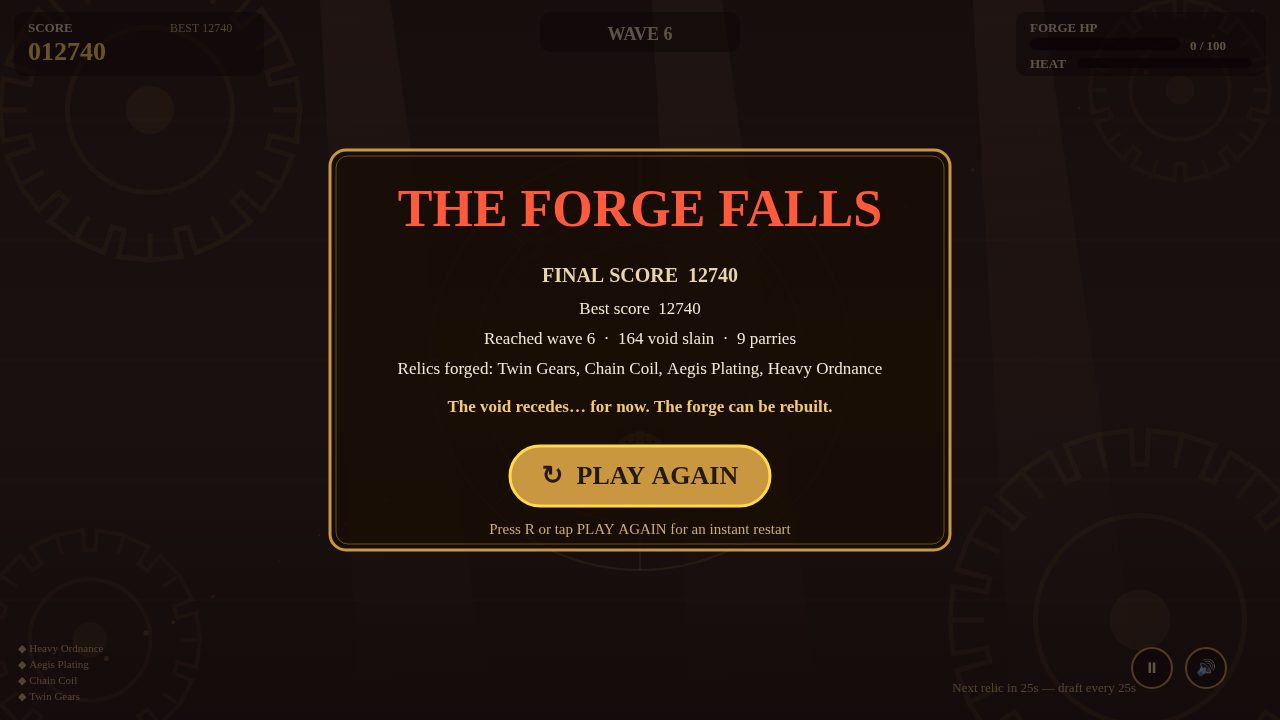 SCORE
BEST 12740
012740
WAVE 6
FORGE HP
0 / 100
HEAT
THE FORGE FALLS
FINAL SCORE 12740
Best score 12740
Reached wave 6 · 164 void slain · 9 parries
Relics forged: Twin Gears, Chain Coil, Aegis Plating, Heavy Ordnance
The void recedes… for now. The forge can be rebuilt.
↻ PLAY AGAIN
Press R or tap PLAY AGAIN for an instant restart
◆ Heavy Ordnance
◆ Aegis Plating
◆ Chain Coil
◆ Twin Gears
Next relic in 25s — draft every 25s